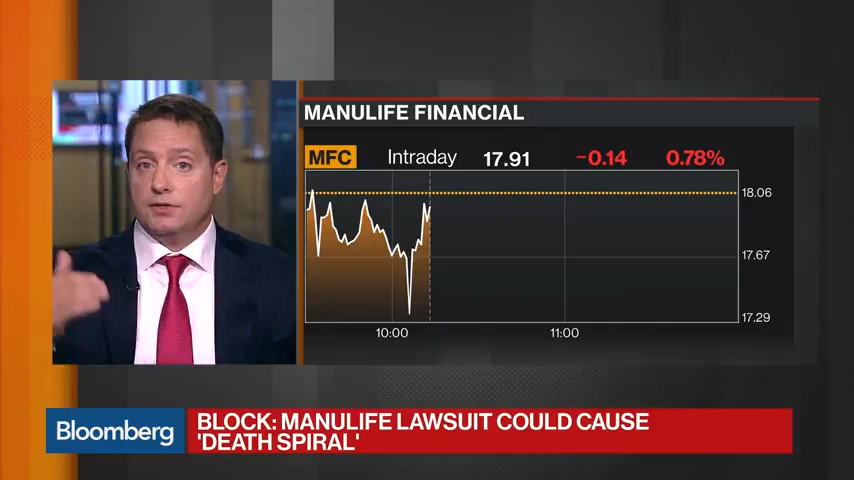 MANULIFE FINANCIAL
MFC Intraday 17.91 −0.14 0.78%
18.06
17.67
17.29
10:00 11:00
Bloomberg
BLOCK: MANULIFE LAWSUIT COULD CAUSE
'DEATH SPIRAL'